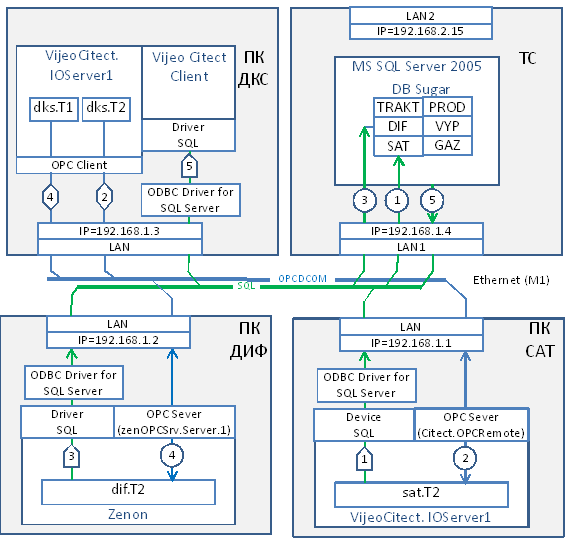 VijeoCitect.
IOServer1
dks.T1
dks.T2
OPC Client
4
2
Vijeo Citect
Client
ПК
ДКС
Driver
SQL
5
ODBC Driver for
SQL Server
IP=192.168.1.3
LAN
LAN2
IP=192.168.2.15
ТС
MS SQL Server 2005
DB Sugar
TRAKT
PROD
DIF
VYP
SAT
GAZ
3
1
5
IP=192.168.1.4
LAN1
OPCDCOM
SQL
Ethernet (M1)
LAN
IP=192.168.1.2
ПК
ДИФ
ODBC Driver for
SQL Server
Driver
SQL
OPC Sever
(zenOPCSrv.Server.1)
3
4
dif.T2
Zenon
LAN
IP=192.168.1.1
ПК
САТ
ODBC Driver for
SQL Server
Device
SQL
OPC Sever
(Citect.OPCRemote)
1
2
sat.T2
VijeoCitect. IOServer1